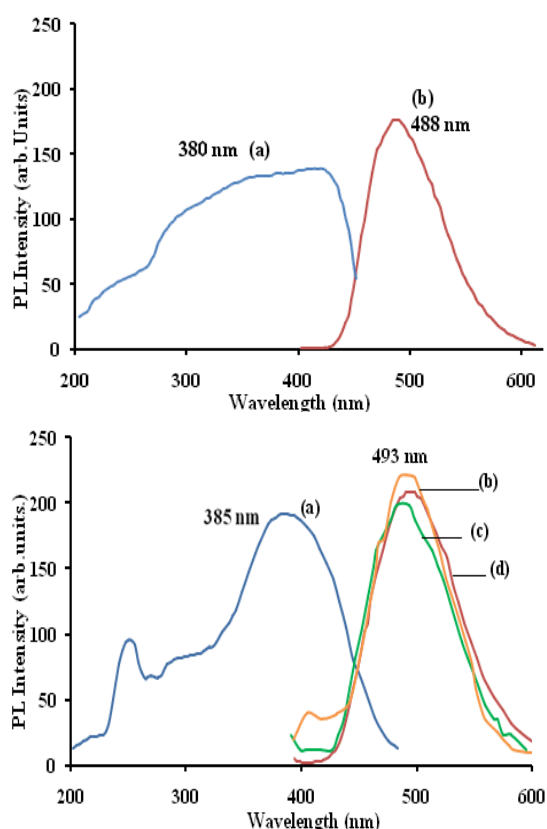 250
(b)
488 nm
200
380 nm (a)
150
100
50
0
PL Intensity (arb.Units)
200 300 400 500 600
Wavelength (nm)
250
493 nm
(b)
200
(a)
385 nm
(c)
150
(d)
100
50
0
PL Intensity (arb.units.)
200 300 400 500 600
Wavelength (nm)